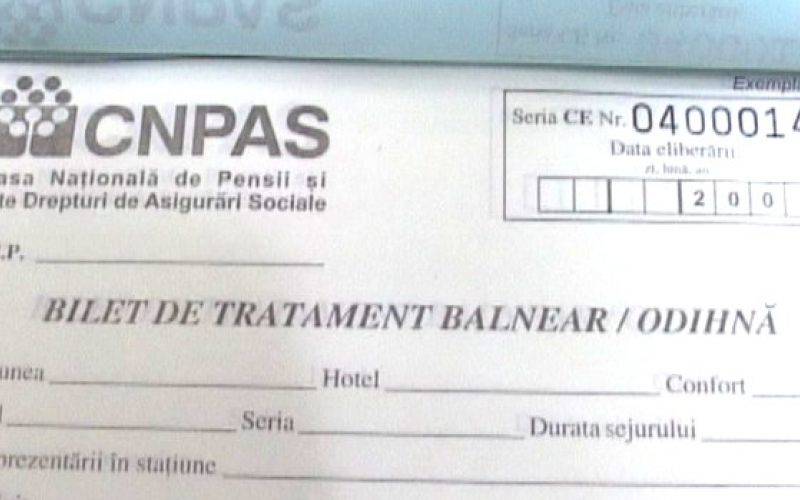 CNPAS
asa Națională de Pensii și
te Drepturi de Asigurări Sociale
.P.
Exempla
Seria CE Nr. 0400014
Data eliberării
zi, lună, an
2 0 0
BILET DE TRATAMENT BALNEAR / ODIHNĂ
unea Hotel Confort
Seria Durata sejurului
prezentării în stațiune